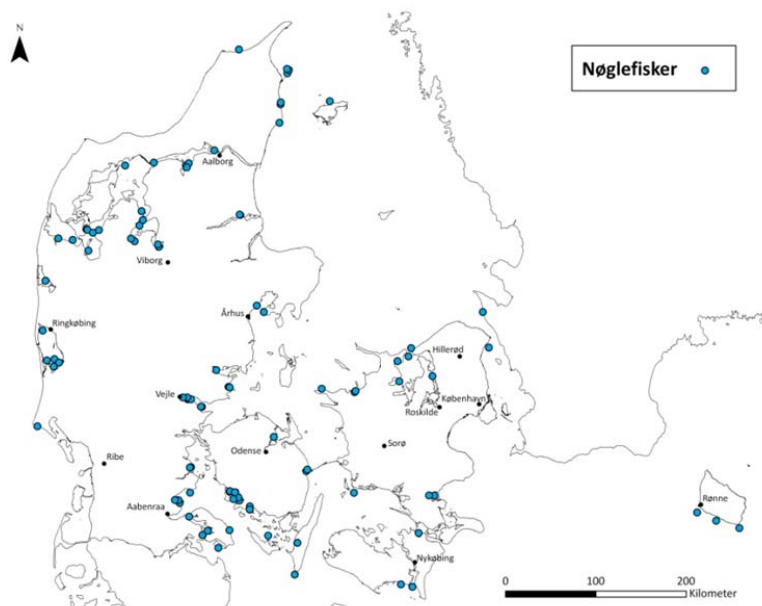 N
Nøglefisker
Aalborg
Viborg
Århus
Ringkøbing
Hillerød
Vejle
København
Roskilde
Odense
Sorø
Ribe
Rønne
Aabenraa
Nykøbing
0 100 200
Kilometer